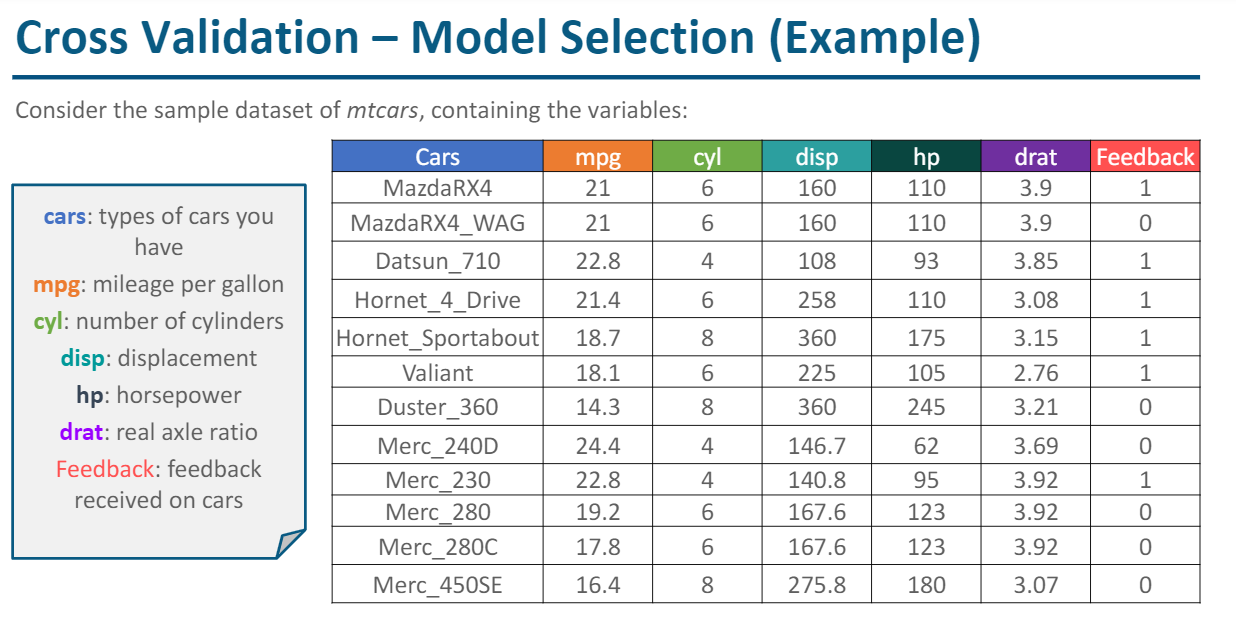 Cross Validation – Model Selection (Example)
Consider the sample dataset of mtcars, containing the variables:
cars: types of cars you
have
mpg: mileage per gallon
cyl: number of cylinders
disp: displacement
hp: horsepower
drat: real axle ratio
Feedback: feedback
received on cars
Cars mpg cyl disp hp drat Feedback
MazdaRX4 21 6 160 110 3.9 1
MazdaRX4_WAG 21 6 160 110 3.9 0
Datsun_710 22.8 4 108 93 3.85 1
Hornet_4_Drive 21.4 6 258 110 3.08 1
Hornet_Sportabout 18.7 8 360 175 3.15 1
Valiant 18.1 6 225 105 2.76 1
Duster_360 14.3 8 360 245 3.21 0
Merc_240D 24.4 4 146.7 62 3.69 0
Merc_230 22.8 4 140.8 95 3.92 1
Merc_280 19.2 6 167.6 123 3.92 0
Merc_280C 17.8 6 167.6 123 3.92 0
Merc_450SE 16.4 8 275.8 180 3.07 0